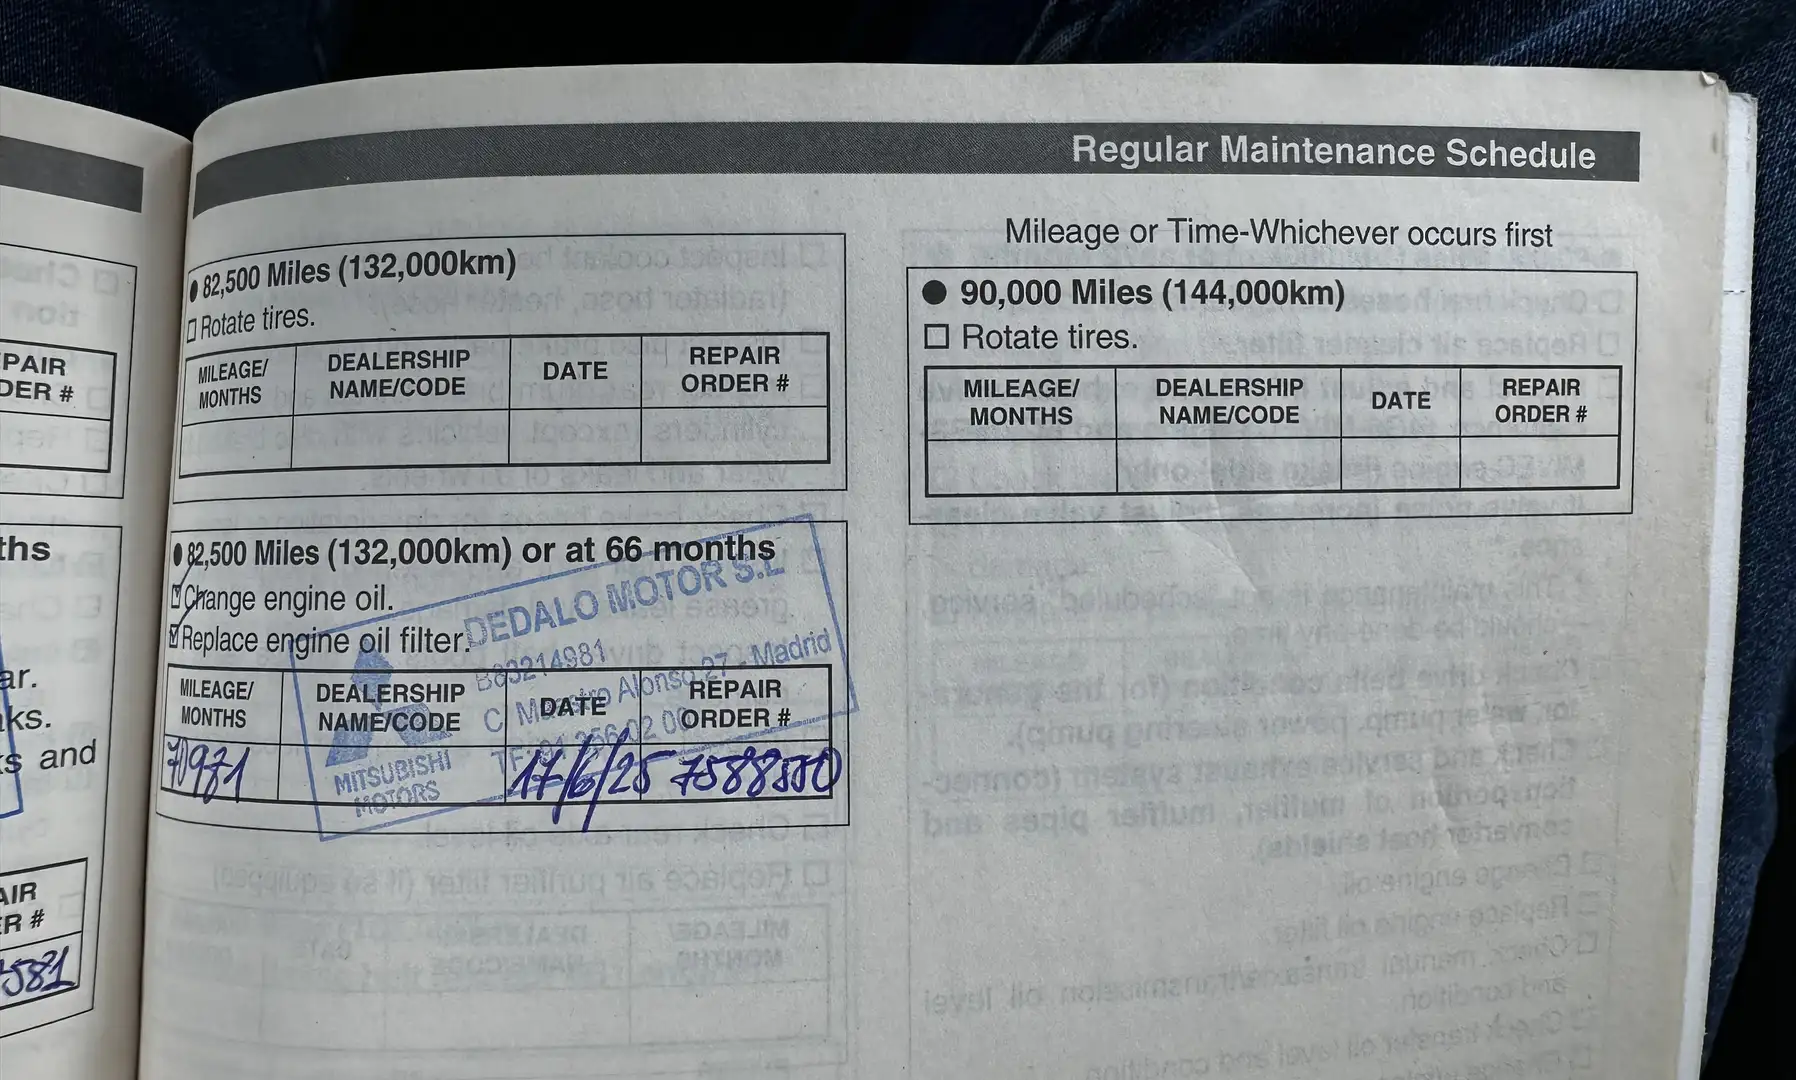 PAIR
DER #
ths
ar.
ks.
s and
AIR
R #
7581
Regular Maintenance Schedule
● 82,500 Miles (132,000km)
☐ Rotate tires.
MILEAGE/
MONTHS
DEALERSHIP
NAME/CODE
DATE
REPAIR
ORDER #
● 82,500 Miles (132,000km) or at 66 months
☑ Change engine oil.
☑ Replace engine oil filter.
MILEAGE/
MONTHS
DEALERSHIP
NAME/CODE
DATE
REPAIR
ORDER #
70981
17/6/25
DEDALO MOTOR S.L
B83214981
C/ Maestro Alonso 27 - Madrid
MITSUBISHI
MOTORS
Mileage or Time-Whichever occurs first
● 90,000 Miles (144,000km)
☐ Rotate tires.
MILEAGE/
MONTHS
DEALERSHIP
NAME/CODE
DATE
REPAIR
ORDER #